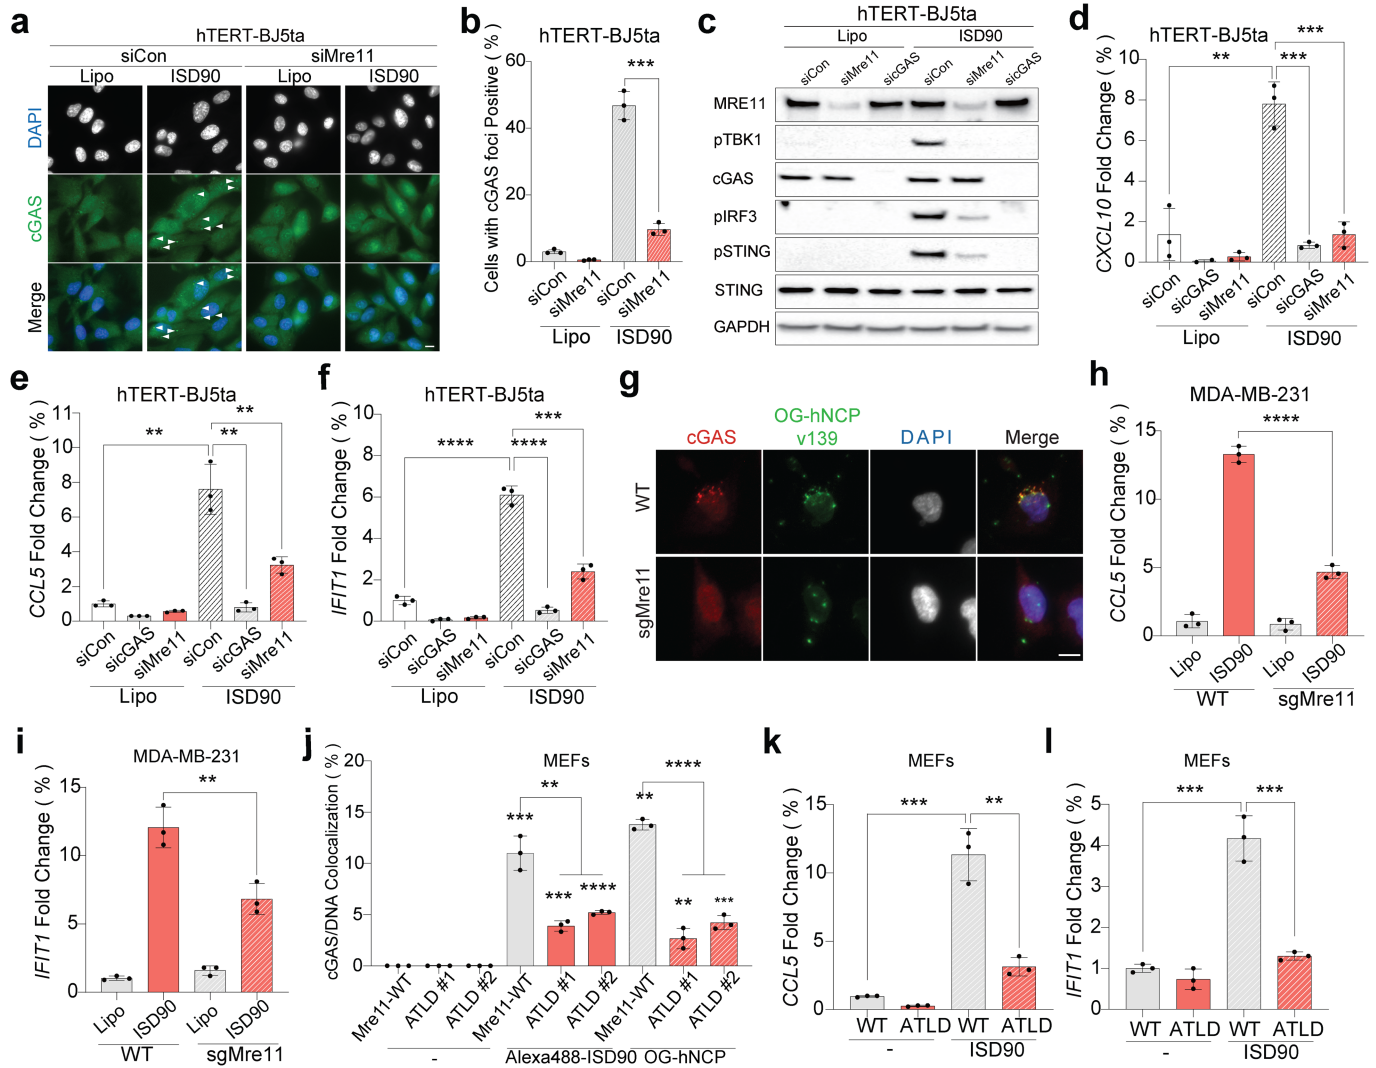 a
hTERT-BJ5ta
siCon siMre11
Lipo ISD90 Lipo ISD90
DAPI
cGAS
Merge
b
hTERT-BJ5ta
Cells with cGAS foci Positive ( % )
60
40
20
0
***
siCon siMre11 siCon siMre11
Lipo ISD90
c
hTERT-BJ5ta
Lipo ISD90
siCon siMre11 sicGAS siCon siMre11 sicGAS
MRE11
pTBK1
cGAS
pIRF3
pSTING
STING
GAPDH
d
hTERT-BJ5ta
CXCL10 Fold Change ( % )
10
8
6
4
2
0
***
** ***
siCon sicGAS siMre11 siCon sicGAS siMre11
Lipo ISD90
e
hTERT-BJ5ta
CCL5 Fold Change ( % )
11
8
6
4
2
0
**
** **
siCon sicGAS siMre11 siCon sicGAS siMre11
Lipo ISD90
f
hTERT-BJ5ta
IFIT1 Fold Change ( % )
10
8
6
4
2
0
***
**** ****
siCon sicGAS siMre11 siCon sicGAS siMre11
Lipo ISD90
g
cGAS OG-hNCP v139 DAPI Merge
WT
sgMre11
h
MDA-MB-231
CCL5 Fold Change ( % )
15
10
5
0
****
Lipo ISD90 Lipo ISD90
WT sgMre11
i
MDA-MB-231
IFIT1 Fold Change ( % )
15
10
5
0
**
Lipo ISD90 Lipo ISD90
WT sgMre11
j
MEFs
cGAS/DNA Colocalization ( % )
20
15
10
5
0
****
** **
***
*** **** ** ***
Mre11-WT ATLD #1 ATLD #2 Mre11-WT ATLD #1 ATLD #2 Mre11-WT ATLD #1 ATLD #2
- Alexa488-ISD90 OG-hNCP
k
MEFs
CCL5 Fold Change ( % )
15
10
5
0
*** **
WT ATLD WT ATLD
- ISD90
l
MEFs
IFIT1 Fold Change ( % )
5
4
3
2
1
0
*** ***
WT ATLD WT ATLD
- ISD90